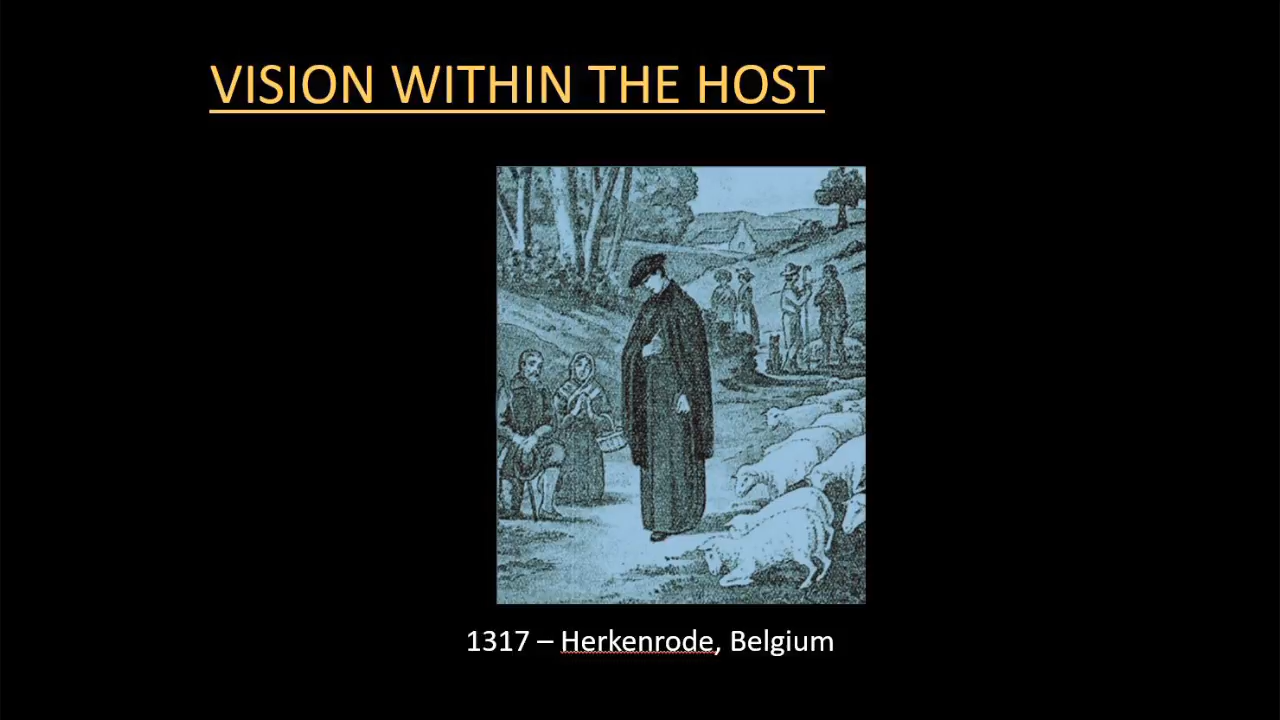 VISION WITHIN THE HOST
1317 – Herkenrode, Belgium